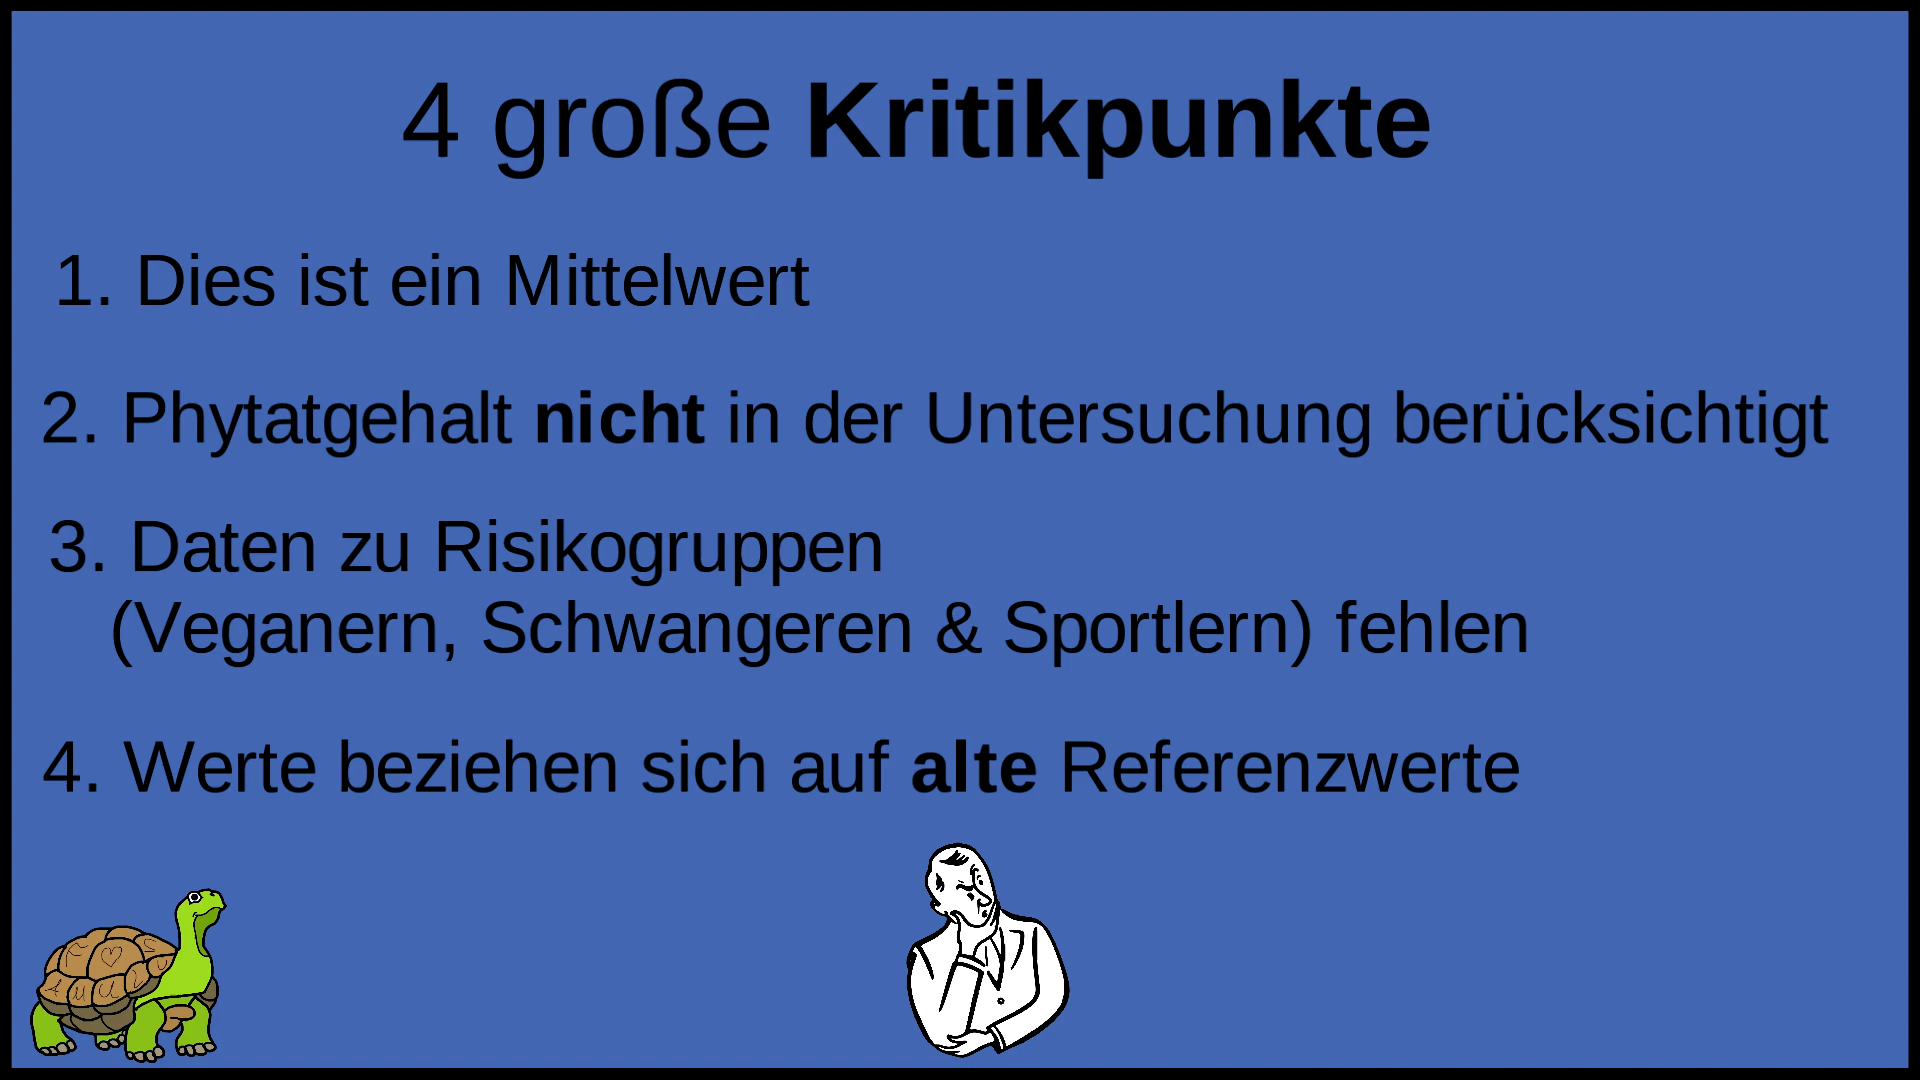 4 große Kritikpunkte
1. Dies ist ein Mittelwert
2. Phytatgehalt nicht in der Untersuchung berücksichtigt
3. Daten zu Risikogruppen
(Veganern, Schwangeren & Sportlern) fehlen
4. Werte beziehen sich auf alte Referenzwerte